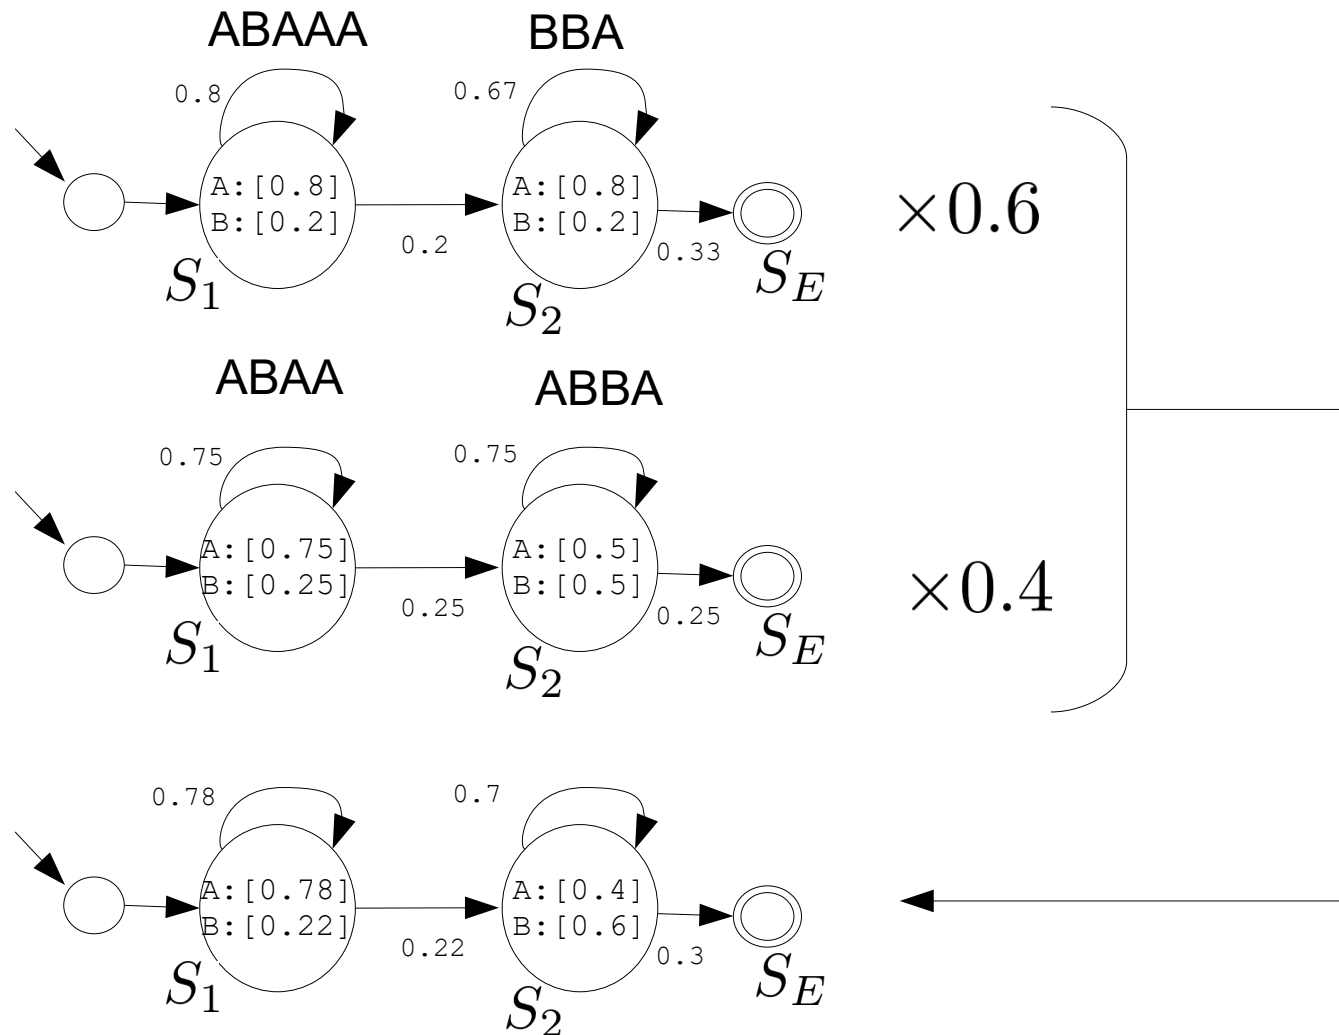 ABAAA BBA
0.8 0.67
A:[0.8] A:[0.8]
B:[0.2] B:[0.2]
×0.6
0.2 0.33
S1 S2 SE
ABAA ABBA
0.75 0.75
A:[0.75] A:[0.5]
B:[0.25] B:[0.5]
×0.4
0.25 0.25
S1 S2 SE
0.78 0.7
A:[0.78] A:[0.4]
B:[0.22] B:[0.6]
0.22 0.3
S1 S2 SE